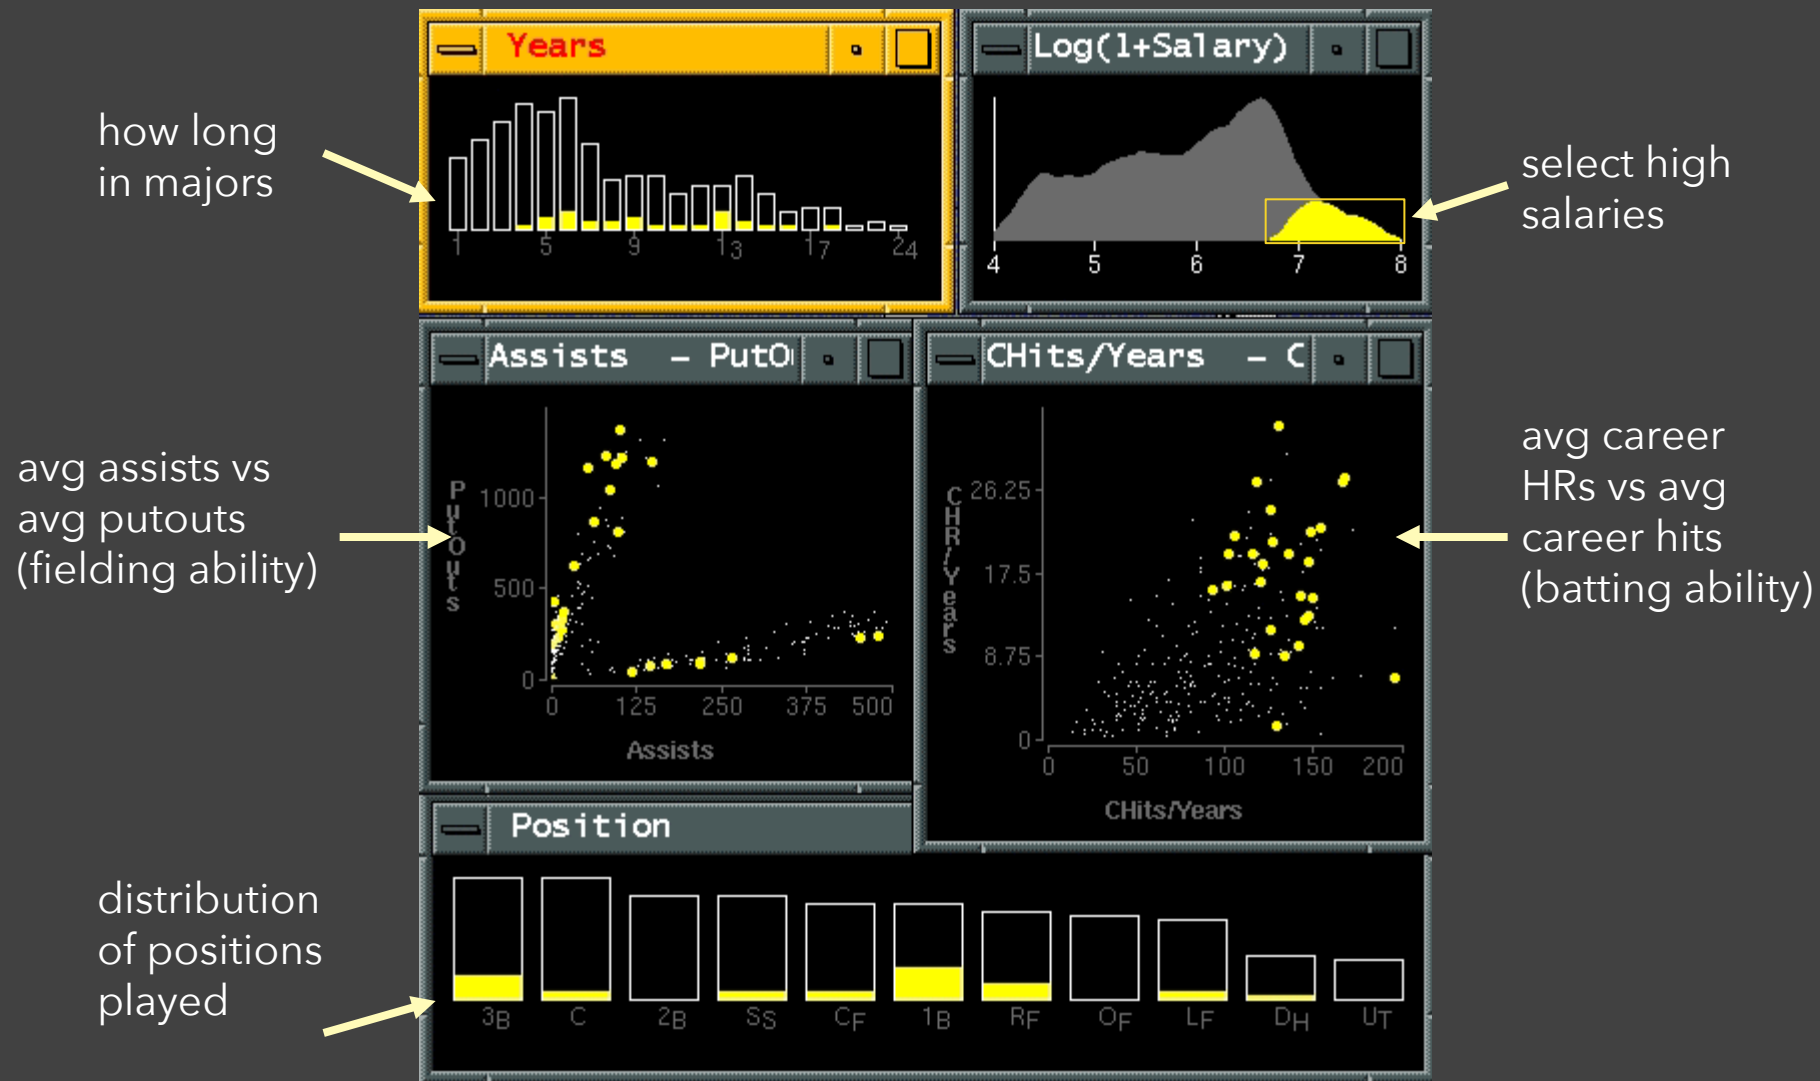 Years
Log(1+Salary)
how long
in majors
select high
salaries
1 5 9 13 17 24
4 5 6 7 8
Assists - PutO
CHits/Years - C
avg assists vs
avg putouts
(fielding ability)
avg career
HRs vs avg
career hits
(batting ability)
PutOuts
1000
500
0
0 125 250 375 500
Assists
CHR/Years
26.25
17.5
8.75
0
0 50 100 150 200
CHits/Years
Position
distribution
of positions
played
3B C 2B SS CF 1B RF OF LF DH UT